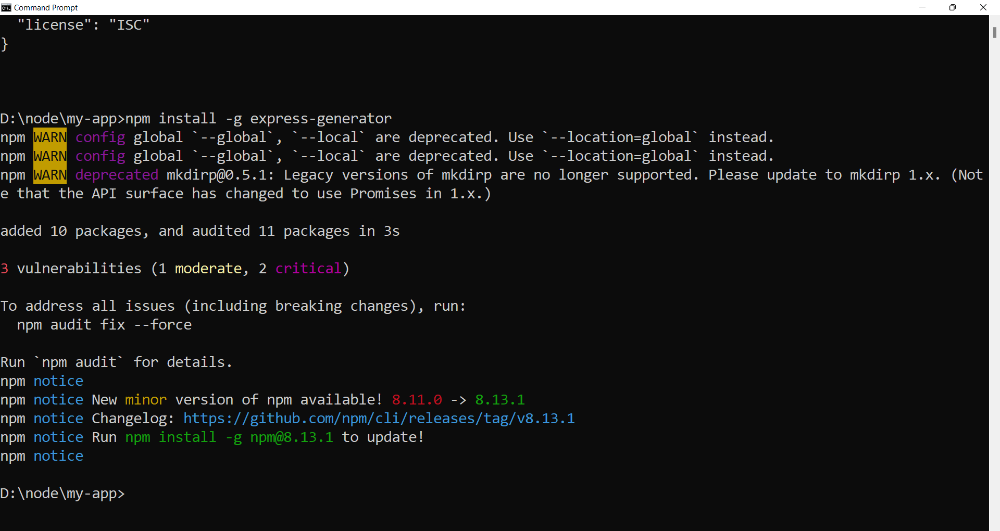 Command Prompt
"license": "ISC"
}
D:\node\my-app>npm install -g express-generator
npm WARN config global `--global`, `--local` are deprecated. Use `--location=global` instead.
npm WARN config global `--global`, `--local` are deprecated. Use `--location=global` instead.
npm WARN deprecated mkdirp@0.5.1: Legacy versions of mkdirp are no longer supported. Please update to mkdirp 1.x. (Not
e that the API surface has changed to use Promises in 1.x.)
added 10 packages, and audited 11 packages in 3s
3 vulnerabilities (1 moderate, 2 critical)
To address all issues (including breaking changes), run:
npm audit fix --force
Run `npm audit` for details.
npm notice
npm notice New minor version of npm available! 8.11.0 -> 8.13.1
npm notice Changelog: https://github.com/npm/cli/releases/tag/v8.13.1
npm notice Run npm install -g npm@8.13.1 to update!
npm notice
D:\node\my-app>